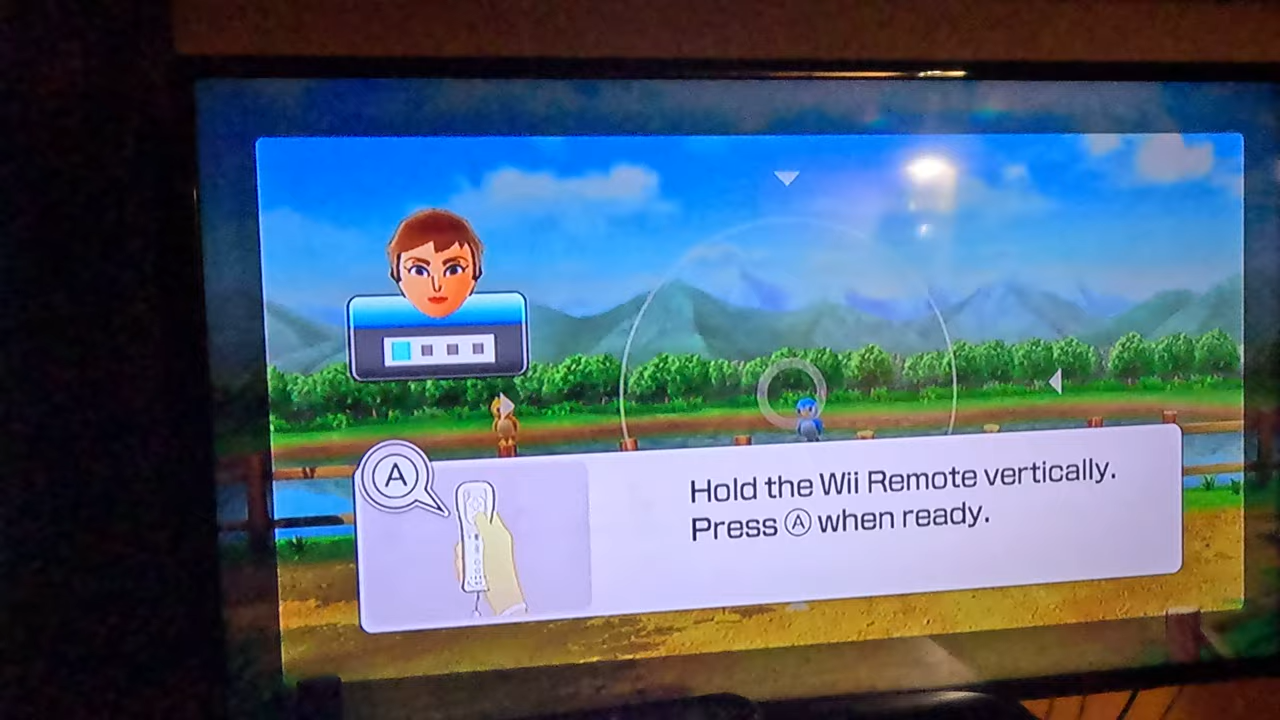 A
Hold the Wii Remote vertically.
Press Ⓐ when ready.